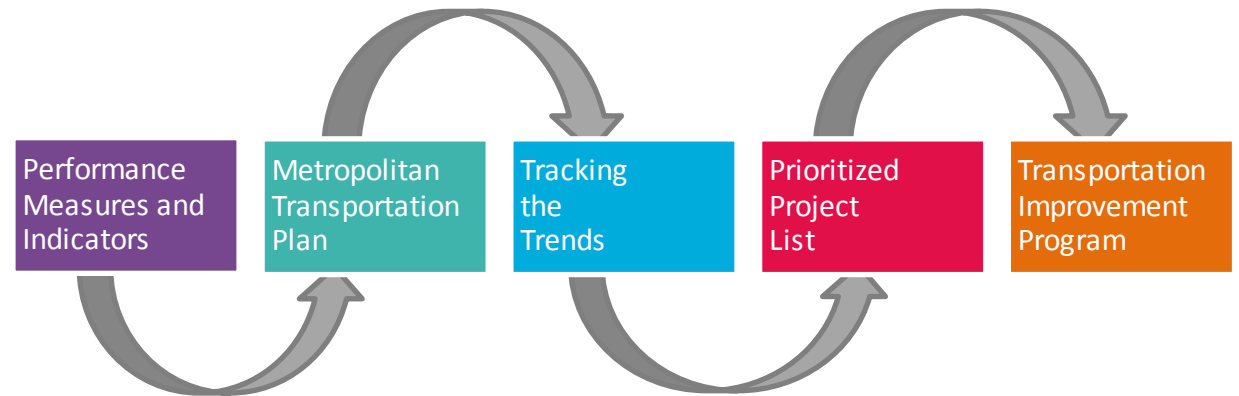 Performance
Measures and
Indicators
Metropolitan
Transportation
Plan
Tracking
the
Trends
Prioritized
Project
List
Transportation
Improvement
Program